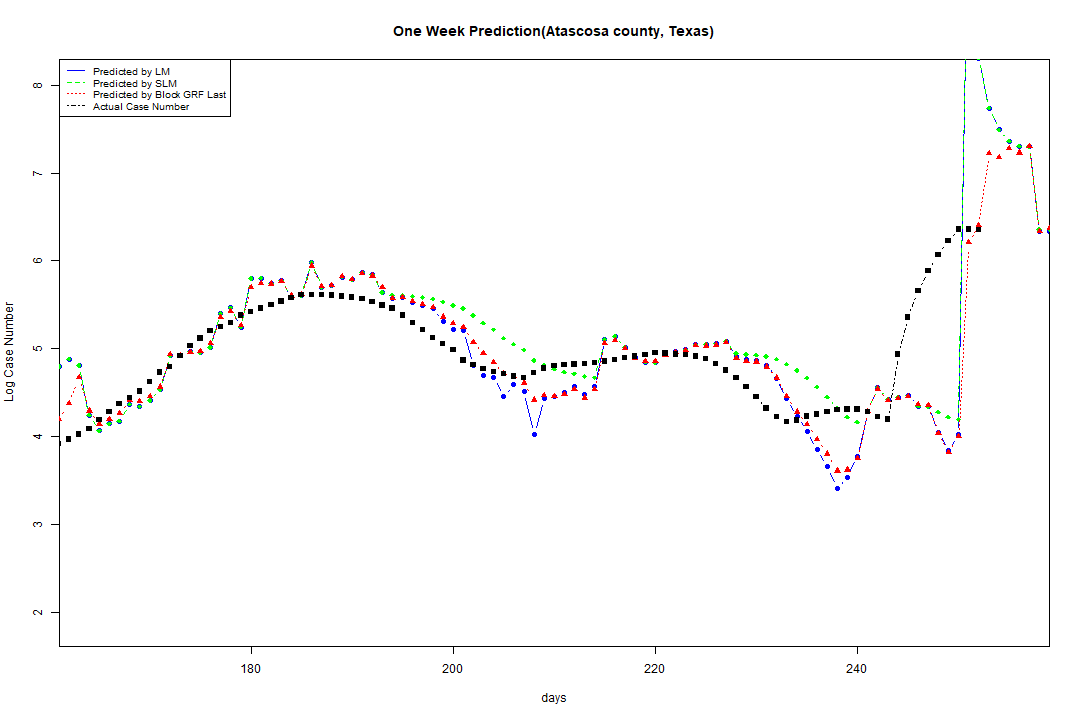 One Week Prediction(Atascosa county, Texas)
Predicted by LM
Predicted by SLM
Predicted by Block GRF Last
Actual Case Number
Log Case Number
8
7
6
5
4
3
2
180 200 220 240
days